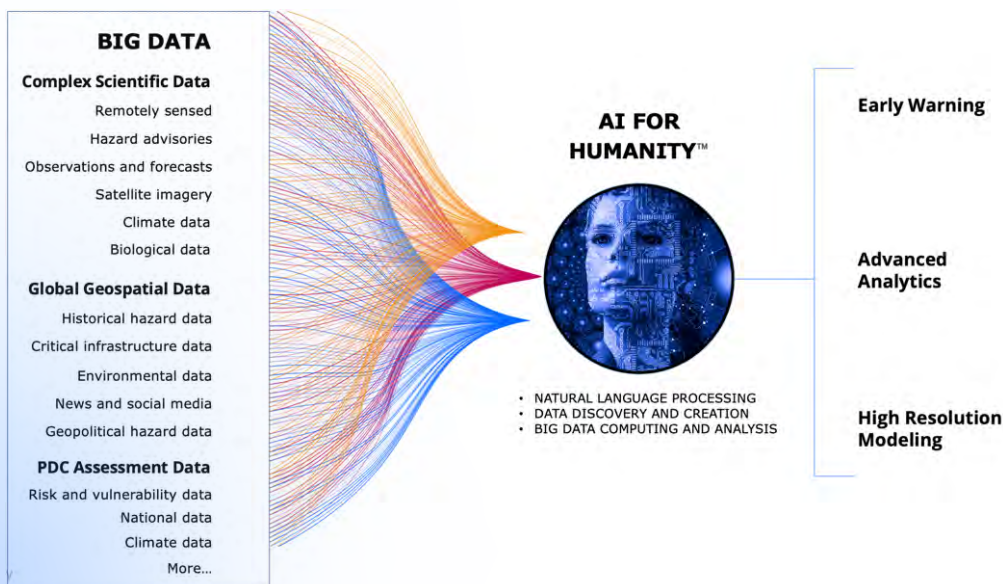 BIG DATA
Complex Scientific Data
Remotely sensed
Hazard advisories
Observations and forecasts
Satellite imagery
Climate data
Biological data
Global Geospatial Data
Historical hazard data
Critical infrastructure data
Environmental data
News and social media
Geopolitical hazard data
PDC Assessment Data
Risk and vulnerability data
National data
Climate data
More...
AI FOR
HUMANITY™
• NATURAL LANGUAGE PROCESSING
• DATA DISCOVERY AND CREATION
• BIG DATA COMPUTING AND ANALYSIS
Early Warning
Advanced
Analytics
High Resolution
Modeling